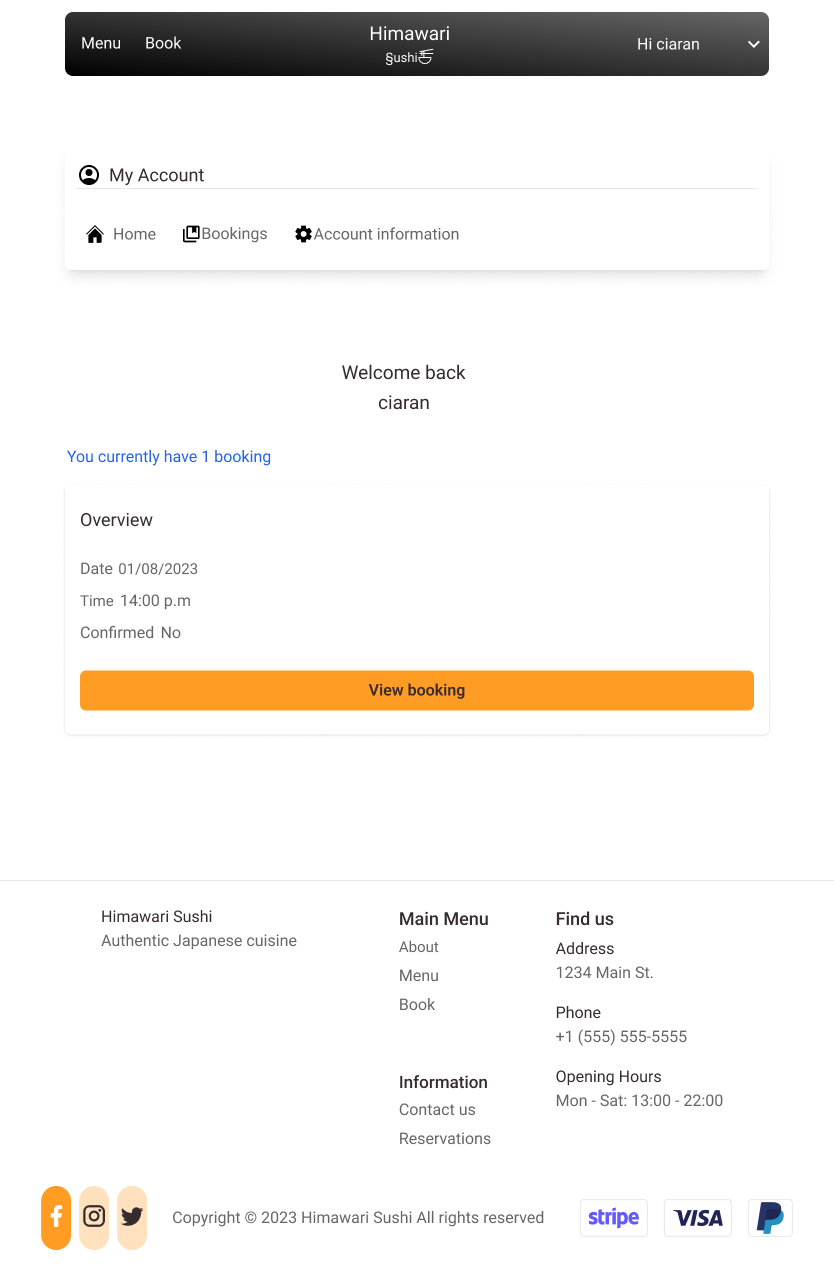 Menu Book
Himawari
Sushi
Hi ciaran
My Account
Home Bookings Account information
Welcome back
ciaran
You currently have 1 booking
Overview
Date 01/08/2023
Time 14:00 p.m
Confirmed No
View booking
Himawari Sushi
Authentic Japanese cuisine
Main Menu
About
Menu
Book
Information
Contact us
Reservations
Find us
Address
1234 Main St.
Phone
+1 (555) 555-5555
Opening Hours
Mon - Sat: 13:00 - 22:00
Copyright © 2023 Himawari Sushi All rights reserved
stripe VISA